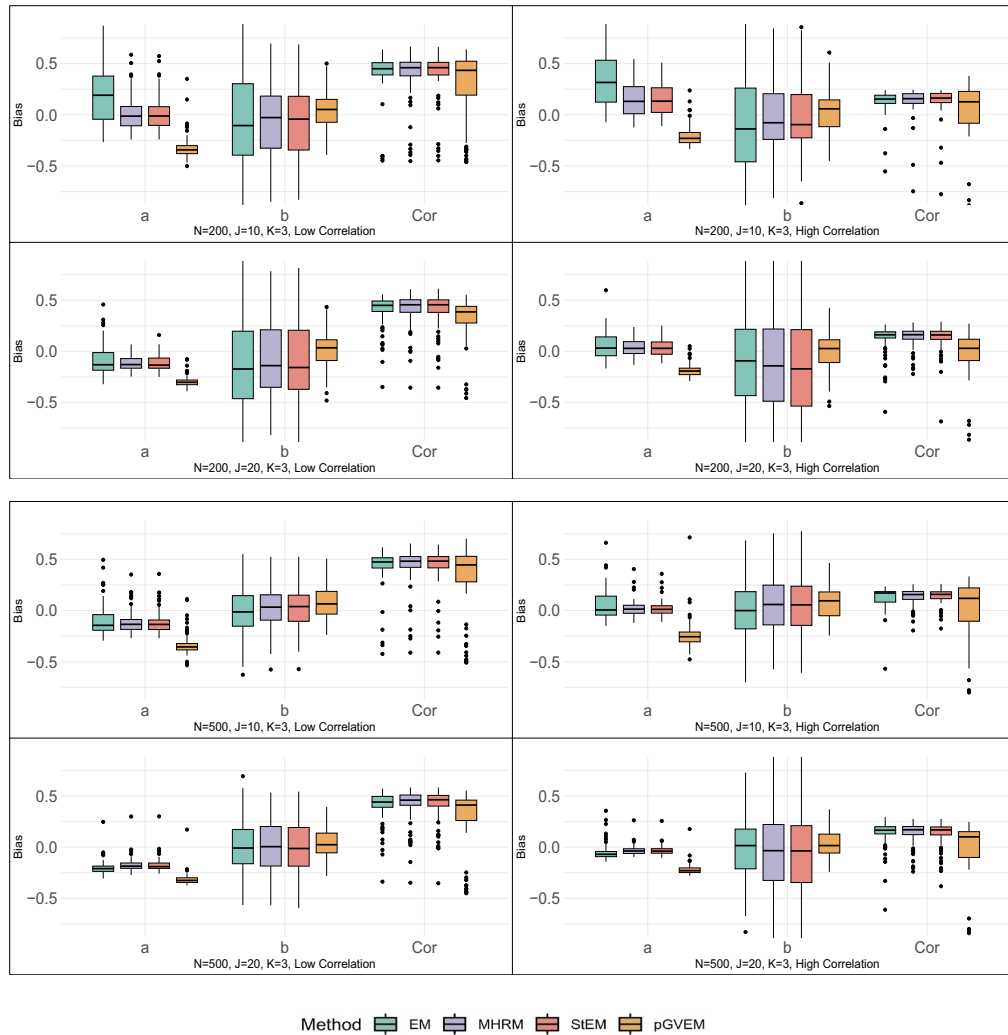 Bias
0.5
0.0
−0.5
a b Cor
N=200, J=10, K=3, Low Correlation
Bias
0.5
0.0
−0.5
a b Cor
N=200, J=10, K=3, High Correlation
Bias
0.5
0.0
−0.5
a b Cor
N=200, J=20, K=3, Low Correlation
Bias
0.5
0.0
−0.5
a b Cor
N=200, J=20, K=3, High Correlation
Bias
0.5
0.0
−0.5
a b Cor
N=500, J=10, K=3, Low Correlation
Bias
0.5
0.0
−0.5
a b Cor
N=500, J=10, K=3, High Correlation
Bias
0.5
0.0
−0.5
a b Cor
N=500, J=20, K=3, Low Correlation
Bias
0.5
0.0
−0.5
a b Cor
N=500, J=20, K=3, High Correlation
Method EM MHRM StEM pGVEM